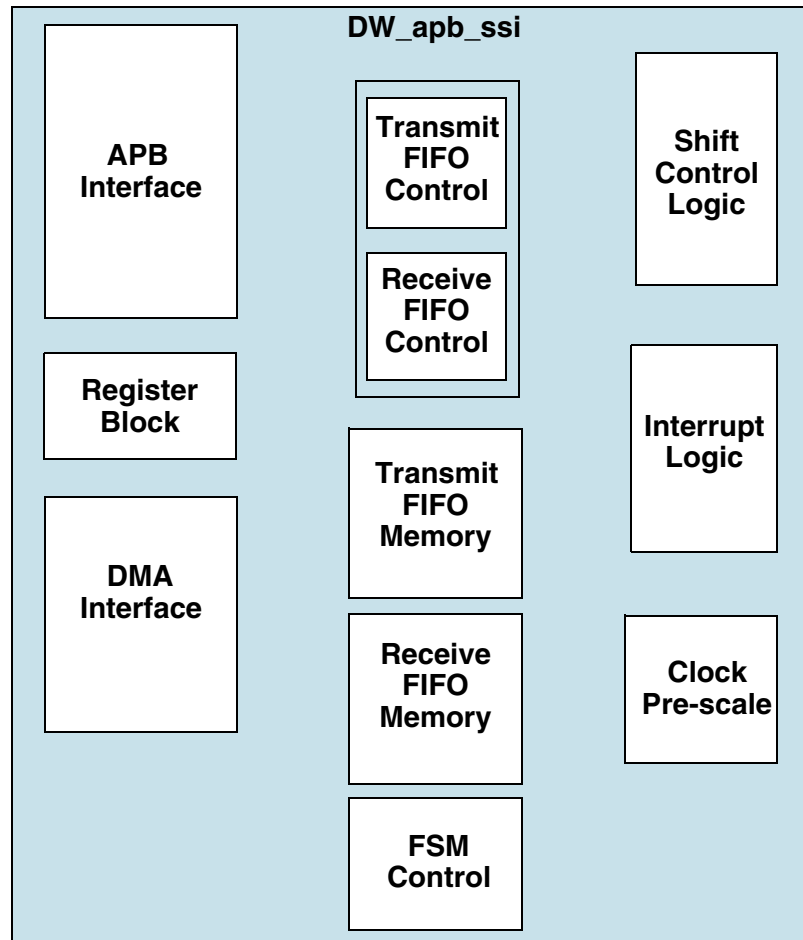 DW_apb_ssi
APB
Interface
Register
Block
DMA
Interface
Transmit
FIFO
Control
Receive
FIFO
Control
Transmit
FIFO
Memory
Receive
FIFO
Memory
FSM
Control
Shift
Control
Logic
Interrupt
Logic
Clock
Pre-scale